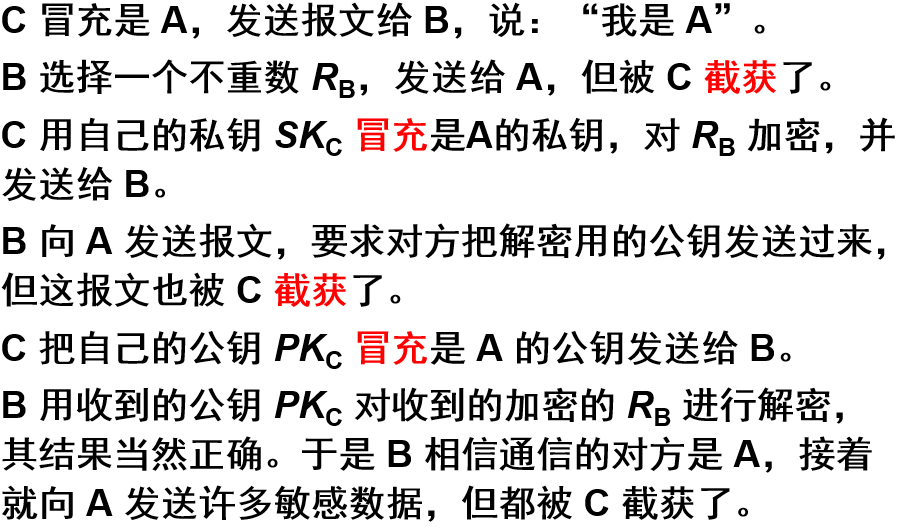 C 冒充是 A，发送报文给 B，说：“我是 A”。
B 选择一个不重数 RB，发送给 A，但被 C 截获了。
C 用自己的私钥 SKC 冒充是A的私钥，对 RB 加密，并
发送给 B。
B 向 A 发送报文，要求对方把解密用的公钥发送过来，
但这报文也被 C 截获了。
C 把自己的公钥 PKC 冒充是 A 的公钥发送给 B。
B 用收到的公钥 PKC 对收到的加密的 RB 进行解密，
其结果当然正确。于是 B 相信通信的对方是 A，接着
就向 A 发送许多敏感数据，但都被 C 截获了。